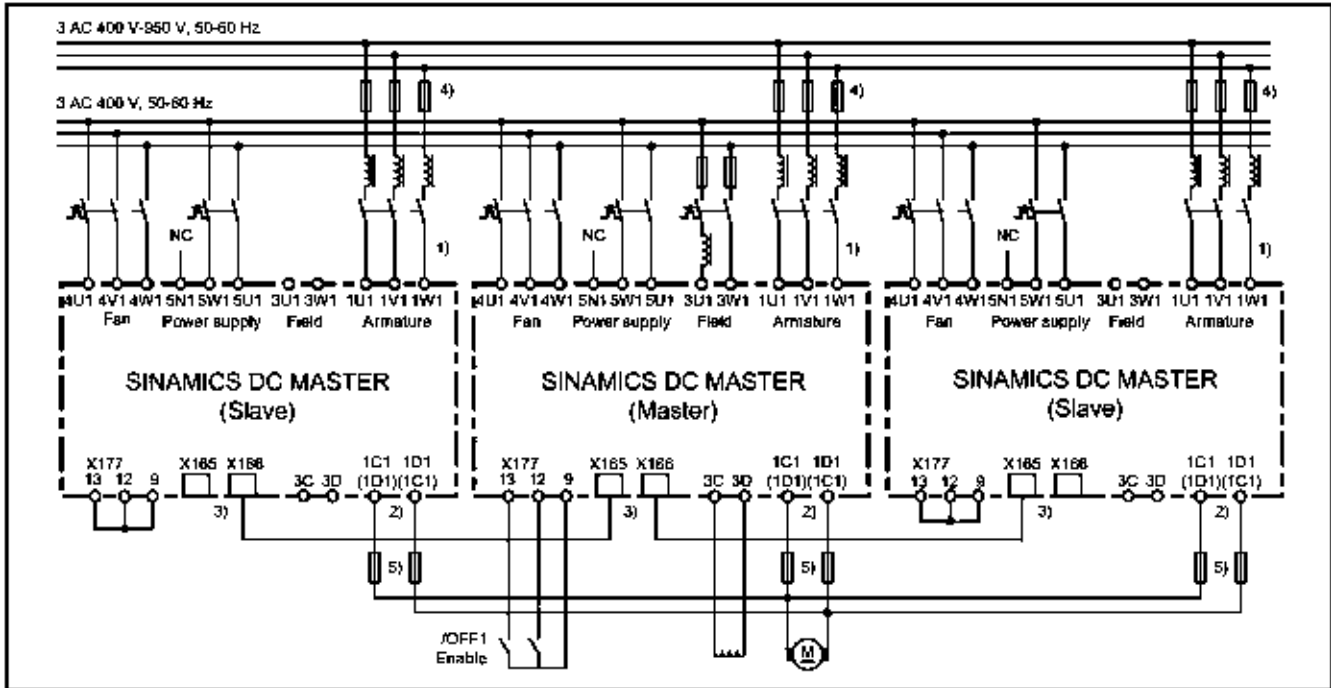 3 AC 400 V-950 V, 50-60 Hz
4) 4) 4)
3 AC 400 V, 50-60 Hz
NC NC NC
1) 1) 1)
4U1 4V1 4W1 5N1 5W1 5U1 3U1 3W1 1U1 1V1 1W1
Fan Power supply Field Armature
4U1 4V1 4W1 5N1 5W1 5U1 3U1 3W1 1U1 1V1 1W1
Fan Power supply Field Armature
4U1 4V1 4W1 5N1 5W1 5U1 3U1 3W1 1U1 1V1 1W1
Fan Power supply Field Armature
SINAMICS DC MASTER
(Slave)
SINAMICS DC MASTER
(Master)
SINAMICS DC MASTER
(Slave)
X177 X165 X166 1C1 1D1
13 12 9 3C 3D (1D1)(1C1)
3) 2)
X177 X165 X166 1C1 1D1
13 12 9 3C 3D (1D1)(1C1)
3) 2)
X177 X165 X166 1C1 1D1
13 12 9 3C 3D (1D1)(1C1)
3) 2)
5) 5) 5)
/OFF1
Enable
M